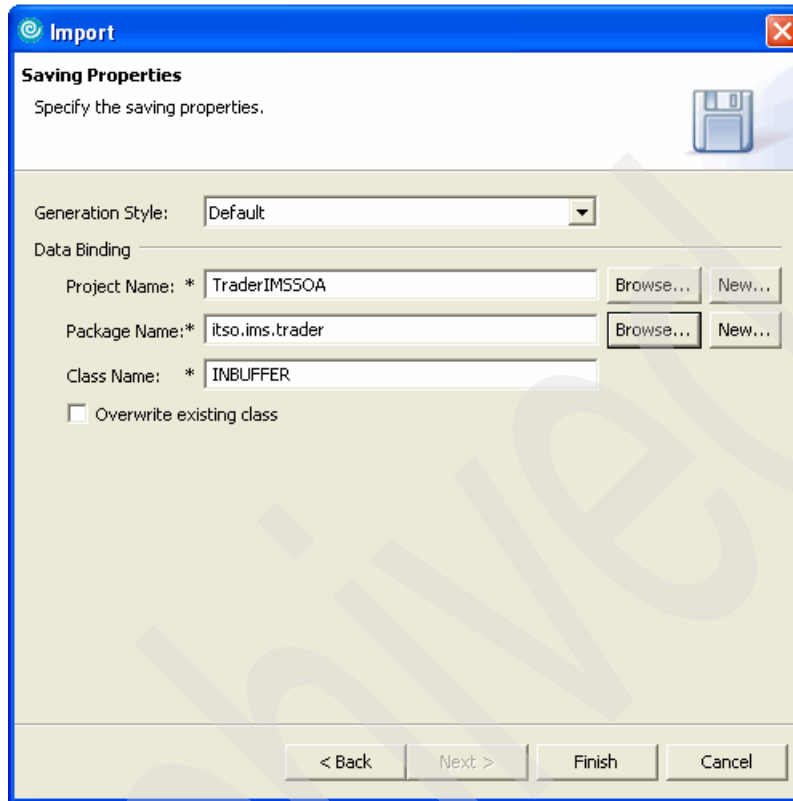 Import
Saving Properties
Specify the saving properties.
Generation Style: Default
Data Binding
Project Name: * TraderIMSSOA Browse... New...
Package Name:* itso.ims.trader Browse... New...
Class Name: * INBUFFER
Overwrite existing class
< Back Next > Finish Cancel